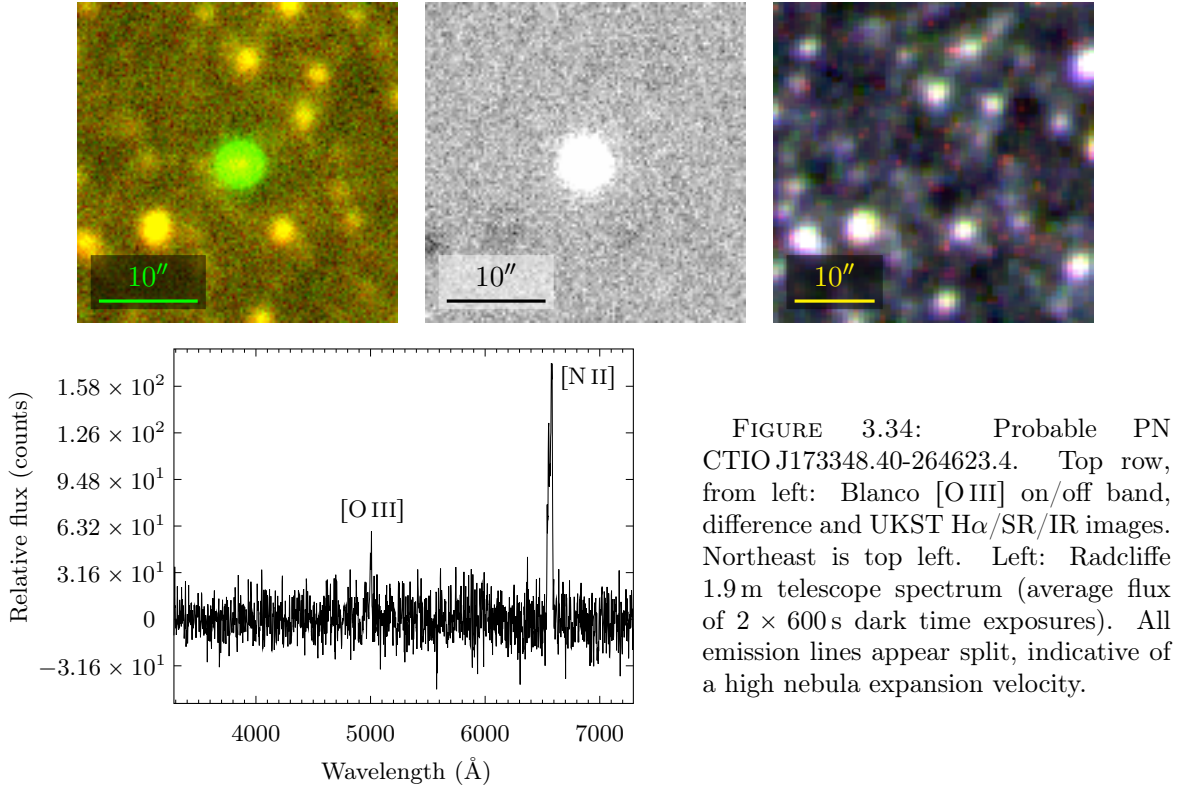 10″ 10″ 10″
[N II]
[O III]
Relative flux (counts)
1.58 × 10²
1.26 × 10²
9.48 × 10¹
6.32 × 10¹
3.16 × 10¹
0
−3.16 × 10¹
4000 5000 6000 7000
Wavelength (Å)
FIGURE 3.34: Probable PN
CTIO J173348.40-264623.4. Top row,
from left: Blanco [O III] on/off band,
difference and UKST Hα/SR/IR images.
Northeast is top left. Left: Radcliffe
1.9 m telescope spectrum (average flux
of 2 × 600 s dark time exposures). All
emission lines appear split, indicative of
a high nebula expansion velocity.